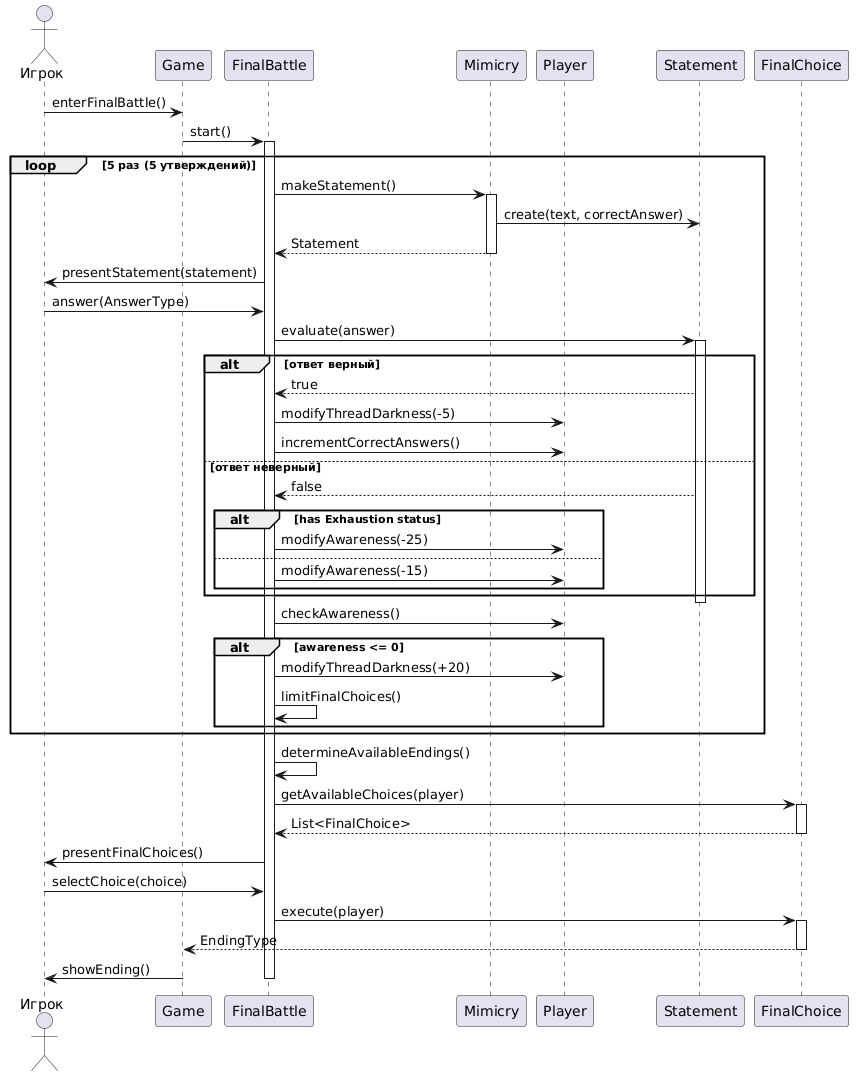 Игрок
Game
FinalBattle
Mimicry
Player
Statement
FinalChoice
enterFinalBattle()
start()
loop
[5 раз (5 утверждений)]
makeStatement()
create(text, correctAnswer)
Statement
presentStatement(statement)
answer(AnswerType)
evaluate(answer)
alt
[ответ верный]
true
modifyThreadDarkness(-5)
incrementCorrectAnswers()
[ответ неверный]
false
alt
[has Exhaustion status]
modifyAwareness(-25)
modifyAwareness(-15)
checkAwareness()
alt
[awareness <= 0]
modifyThreadDarkness(+20)
limitFinalChoices()
determineAvailableEndings()
getAvailableChoices(player)
List<FinalChoice>
presentFinalChoices()
selectChoice(choice)
execute(player)
EndingType
showEnding()
Игрок
Game
FinalBattle
Mimicry
Player
Statement
FinalChoice